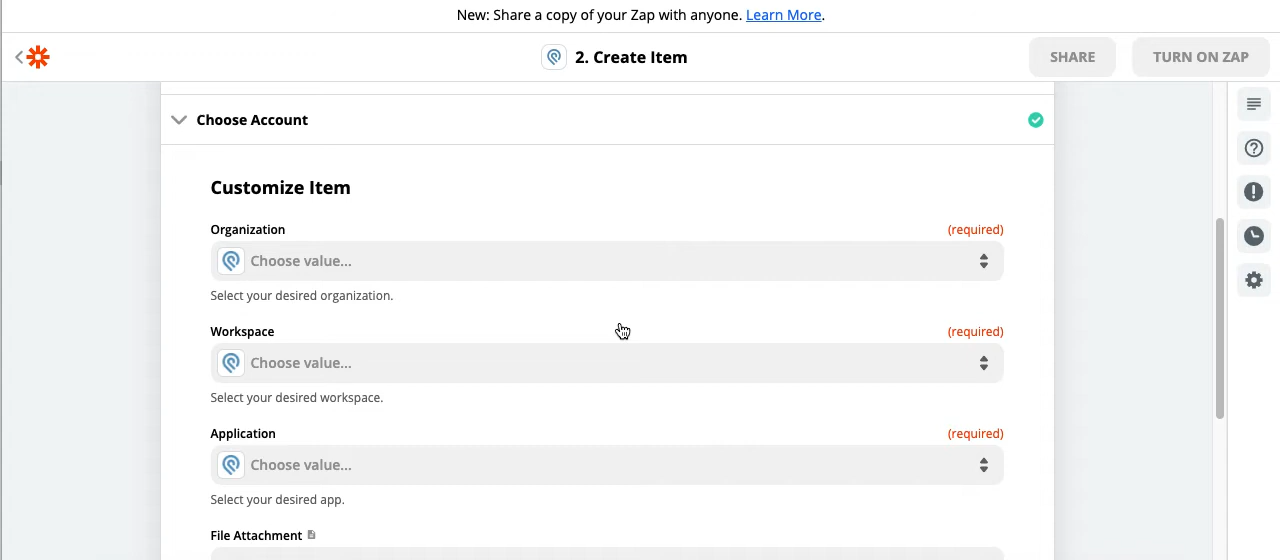 New: Share a copy of your Zap with anyone. Learn More.
2. Create Item
SHARE
TURN ON ZAP
Choose Account
Customize Item
Organization (required)
Choose value...
Select your desired organization.
Workspace (required)
Choose value...
Select your desired workspace.
Application (required)
Choose value...
Select your desired app.
File Attachment